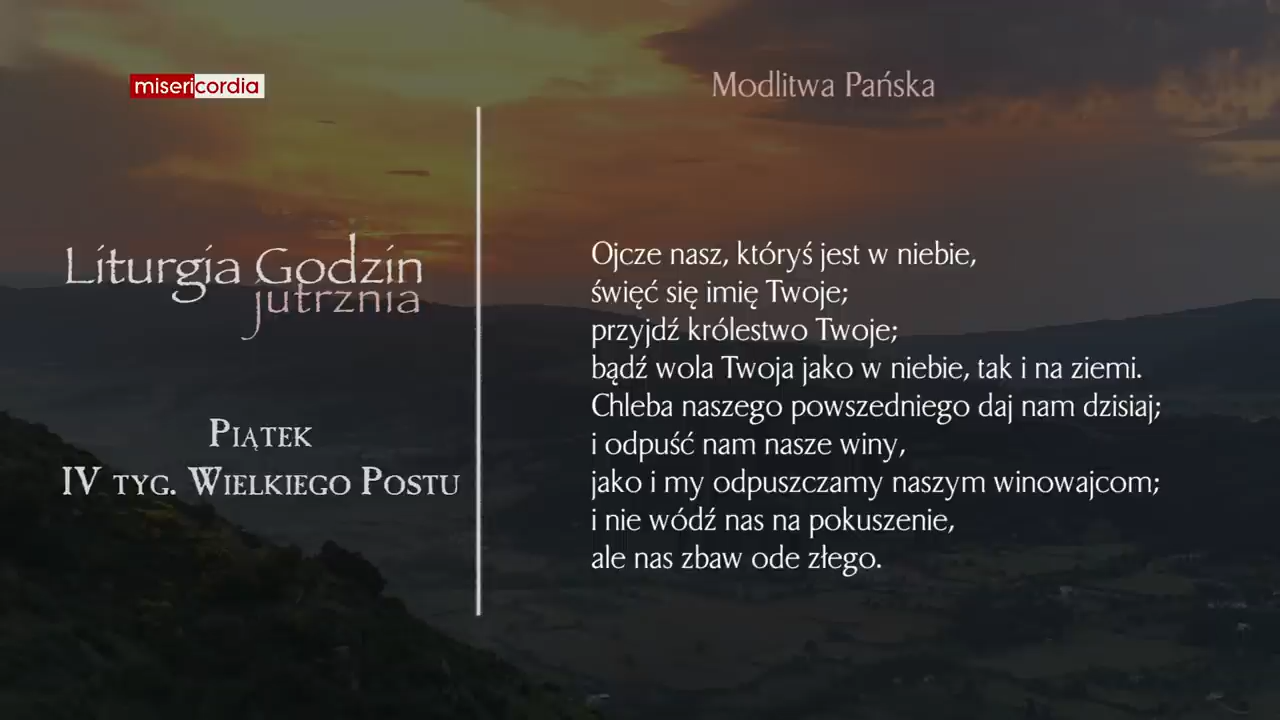 misericordia
Modlitwa Pańska
Liturgia Godzin
jutrznia
Piątek
IV tyg. Wielkiego Postu
Ojcze nasz, któryś jest w niebie,
święć się imię Twoje;
przyjdź królestwo Twoje;
bądź wola Twoja jako w niebie, tak i na ziemi.
Chleba naszego powszedniego daj nam dzisiaj;
i odpuść nam nasze winy,
jako i my odpuszczamy naszym winowajcom;
i nie wódź nas na pokuszenie,
ale nas zbaw ode złego.